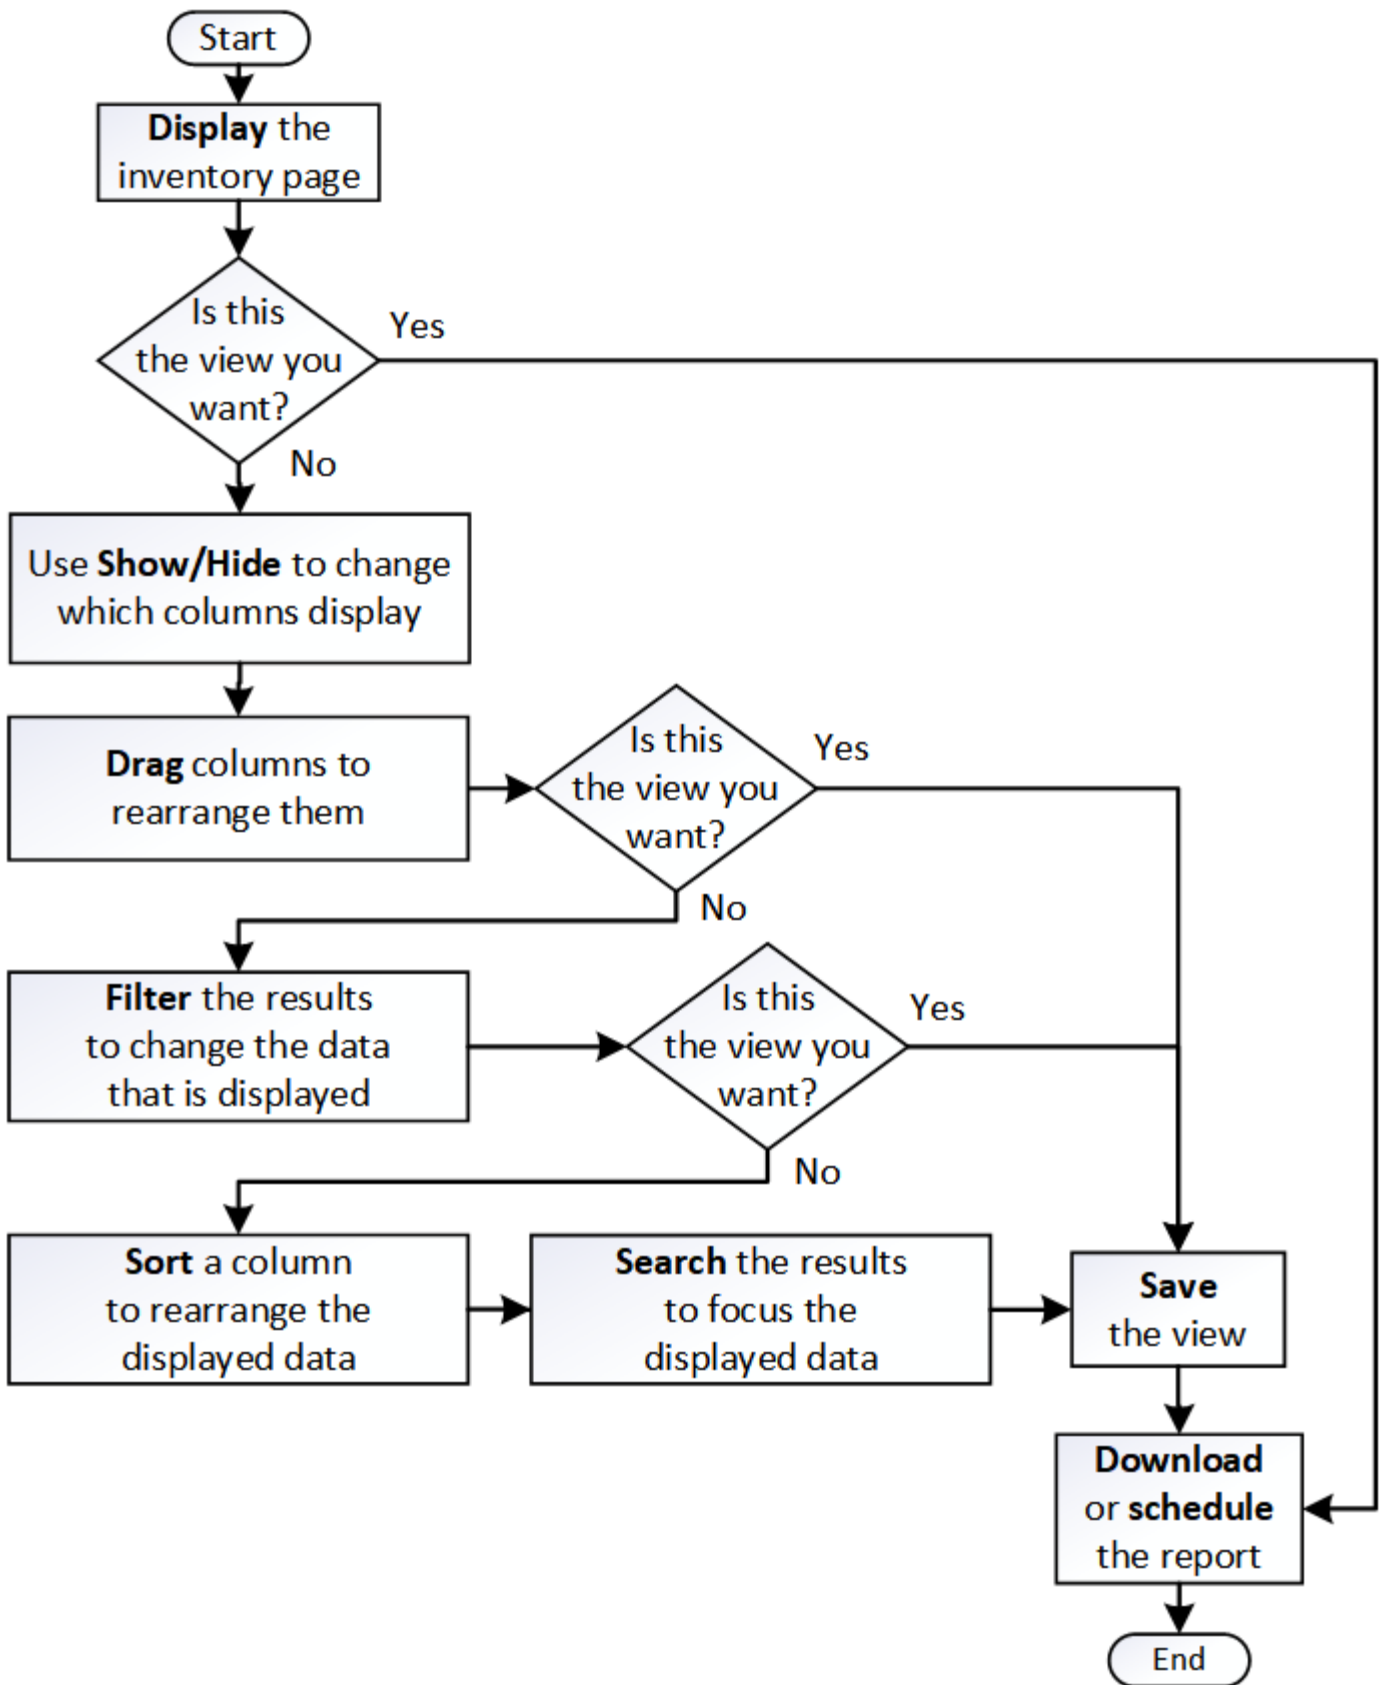 Start
Display the
inventory page
Is this
the view you
want?
Yes
No
Use Show/Hide to change
which columns display
Drag columns to
rearrange them
Is this
the view you
want?
Yes
No
Filter the results
to change the data
that is displayed
Is this
the view you
want?
Yes
No
Sort a column
to rearrange the
displayed data
Search the results
to focus the
displayed data
Save
the view
Download
or schedule
the report
End